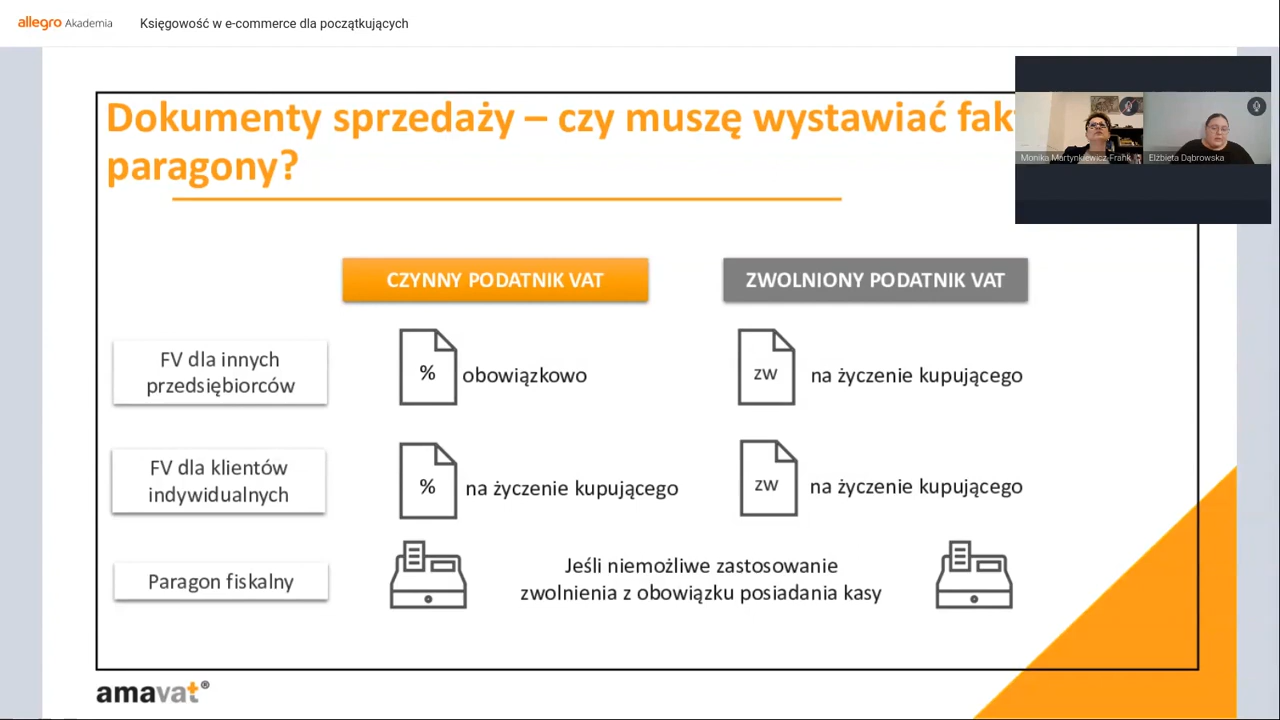 allegro Akademia
Księgowość w e-commerce dla początkujących
Dokumenty sprzedaży – czy muszę wystawiać
paragony?
Monika Martynkiewicz-Frank
Elżbieta Dąbrowska
CZYNNY PODATNIK VAT
ZWOLNIONY PODATNIK VAT
FV dla innych
przedsiębiorców
%
obowiązkowo
zw
na życzenie kupującego
FV dla klientów
indywidualnych
%
na życzenie kupującego
zw
na życzenie kupującego
Paragon fiskalny
Jeśli niemożliwe zastosowanie
zwolnienia z obowiązku posiadania kasy
amavat®